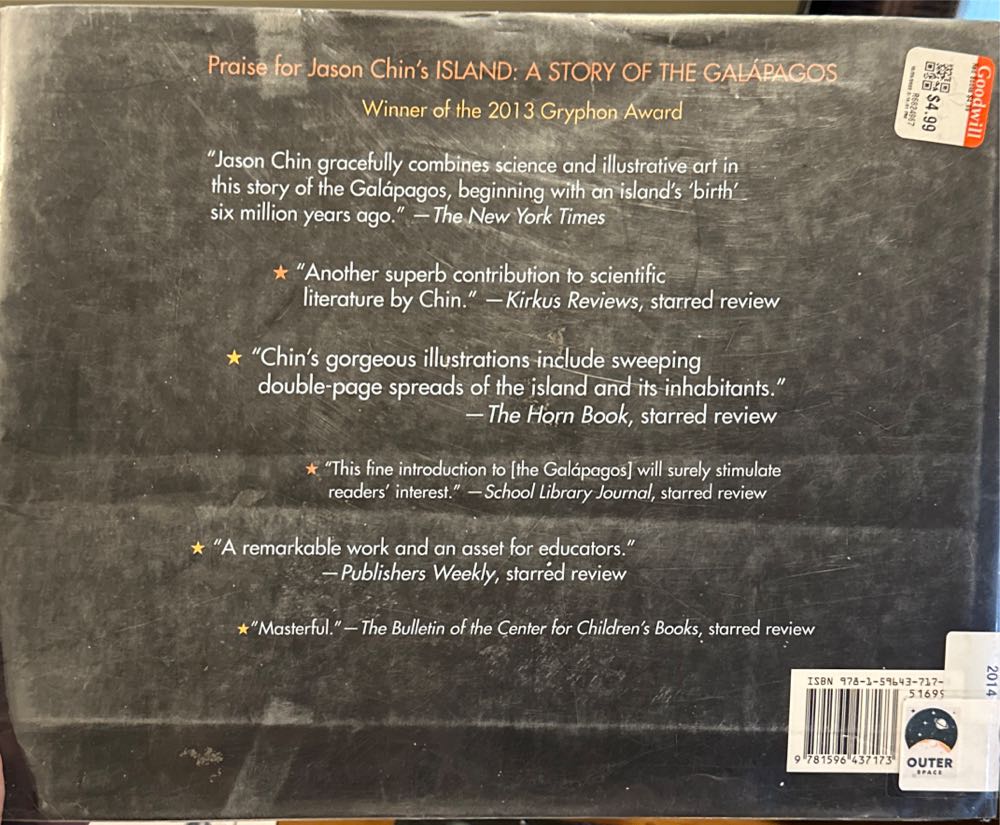 Praise for Jason Chin's ISLAND: A STORY OF THE GALÁPAGOS
Winner of the 2013 Gryphon Award
Goodwill
$4.99
"Jason Chin gracefully combines science and illustrative art in
this story of the Galápagos, beginning with an island's 'birth'
six million years ago." —The New York Times
★ "Another superb contribution to scientific
literature by Chin." —Kirkus Reviews, starred review
★ "Chin's gorgeous illustrations include sweeping
double-page spreads of the island and its inhabitants."
—The Horn Book, starred review
★ "This fine introduction to [the Galápagos] will surely stimulate
readers' interest." —School Library Journal, starred review
★ "A remarkable work and an asset for educators."
—Publishers Weekly, starred review
★ "Masterful."—The Bulletin of the Center for Children's Books, starred review
ISBN 978-1-59643-717-
5169
9 781596 437173
2014
OUTER
SPACE